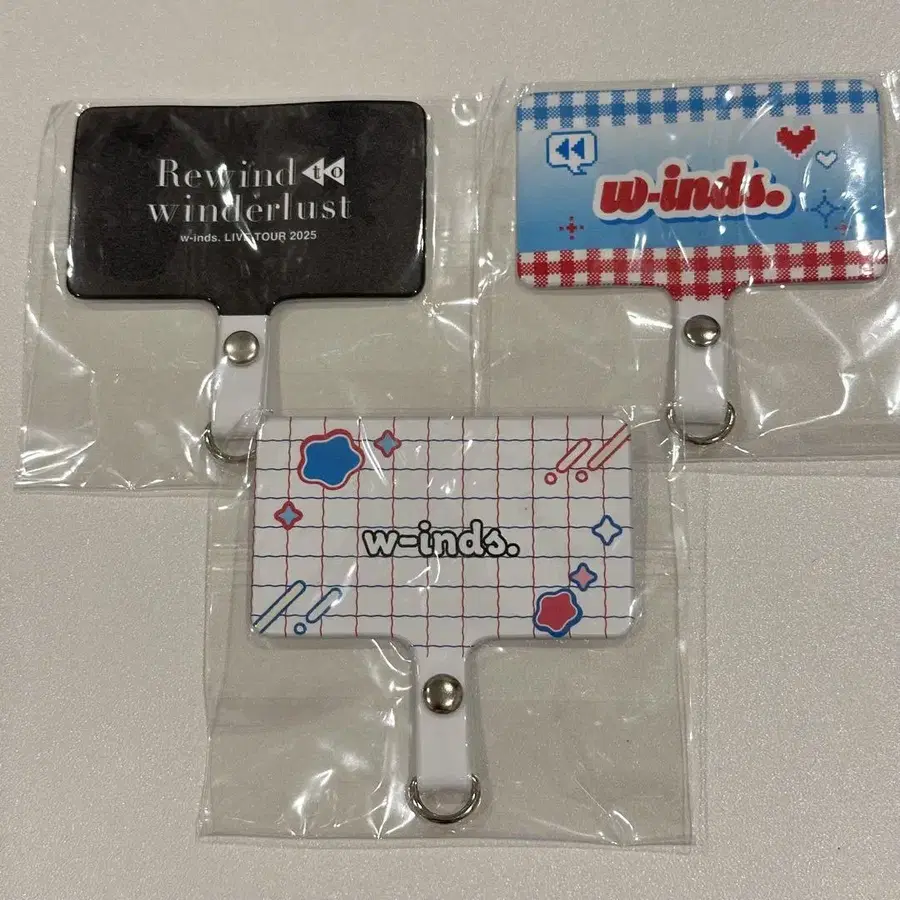 Rewind to
winderlust
w-inds. LIVE TOUR 2025
w-inds.
w-inds.